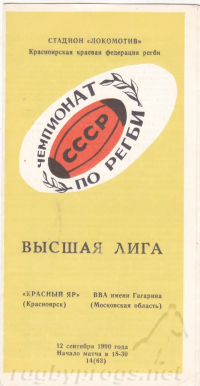 СТАДИОН «ЛОКОМОТИВ»
Красноярская краевая федерация регби
ЧЕМПИОНАТ
СССР
ПО РЕГБИ
ВЫСШАЯ ЛИГА
«КРАСНЫЙ ЯР»
(Красноярск)
ВВА имени Гагарина
(Московская область)
12 сентября 1990 года
Начало матча в 18-30
14(63)
rugbyprogs.net